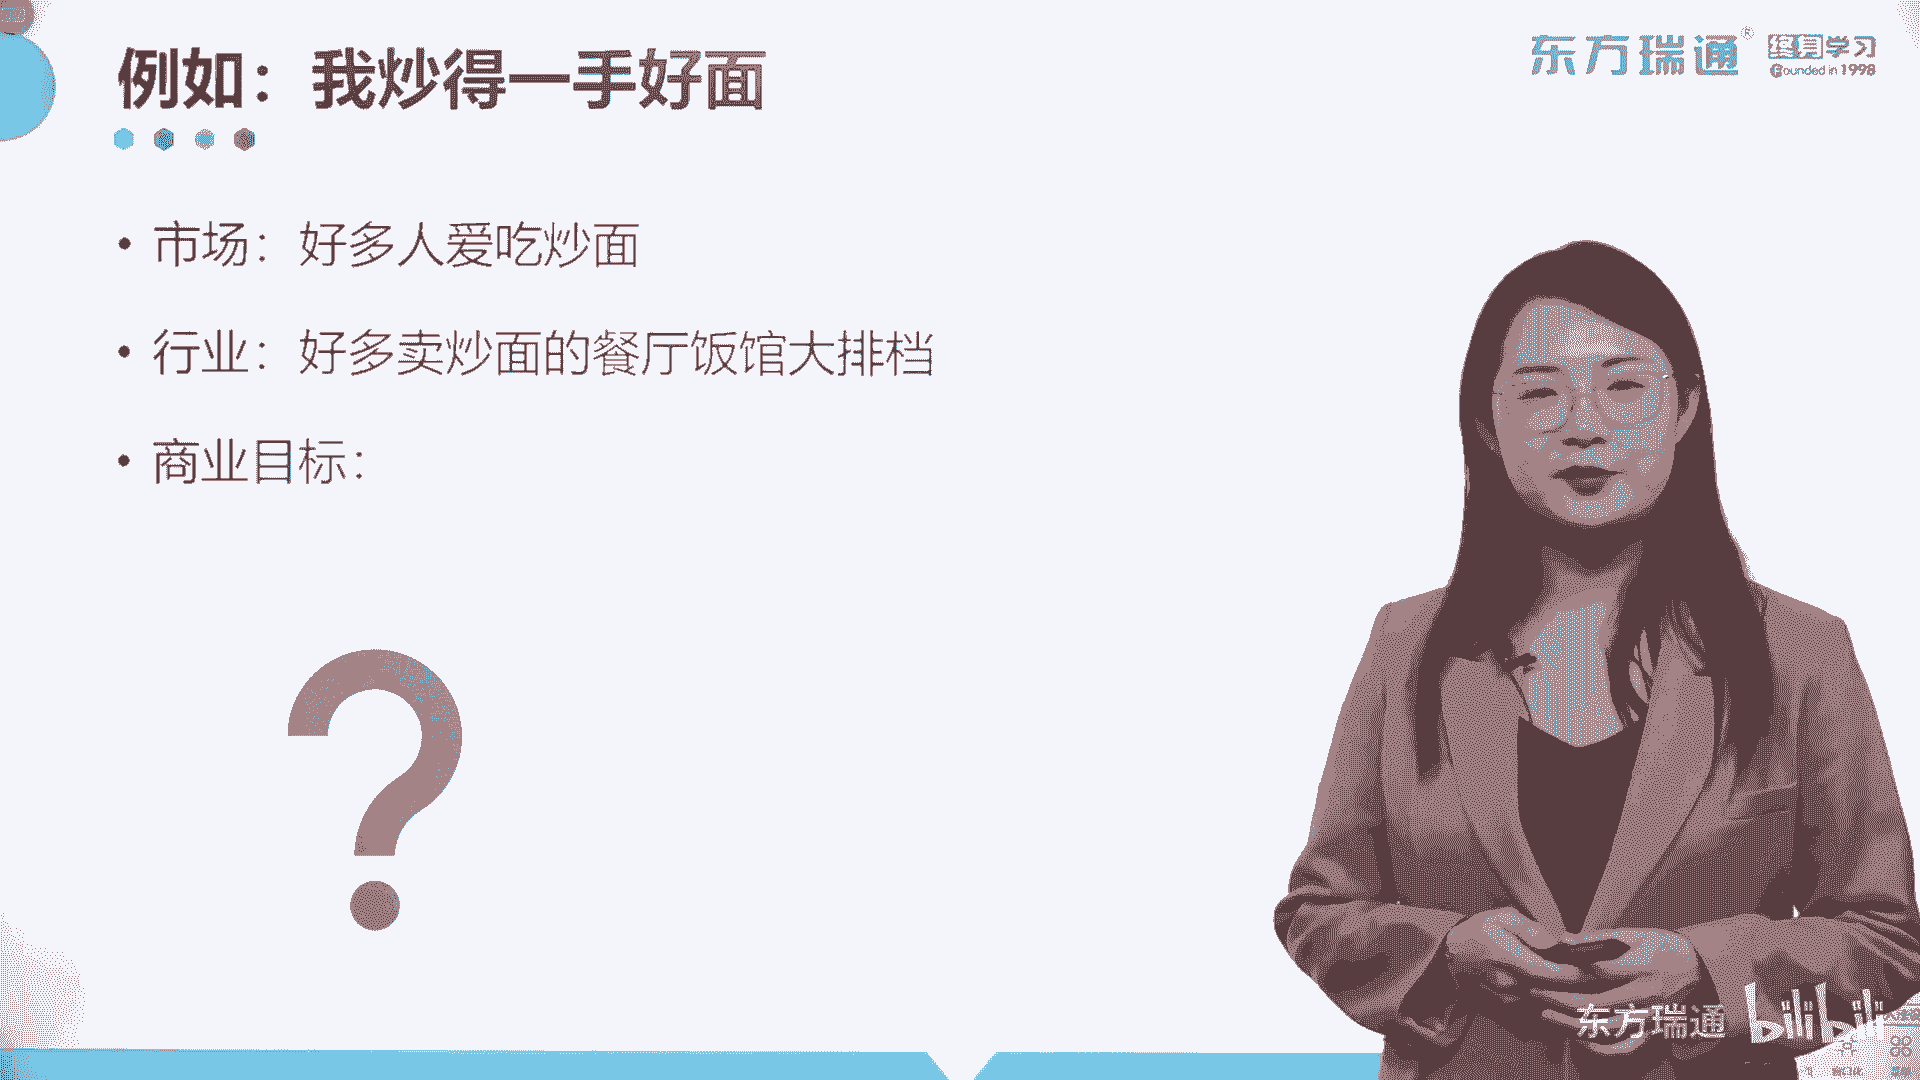 例如：我炒得一手好面
东方瑞通® 终身学习
Founded in 1998
• 市场：好多人爱吃炒面
• 行业：好多卖炒面的餐厅饭馆大排档
• 商业目标：
?
东方瑞通 bilibili